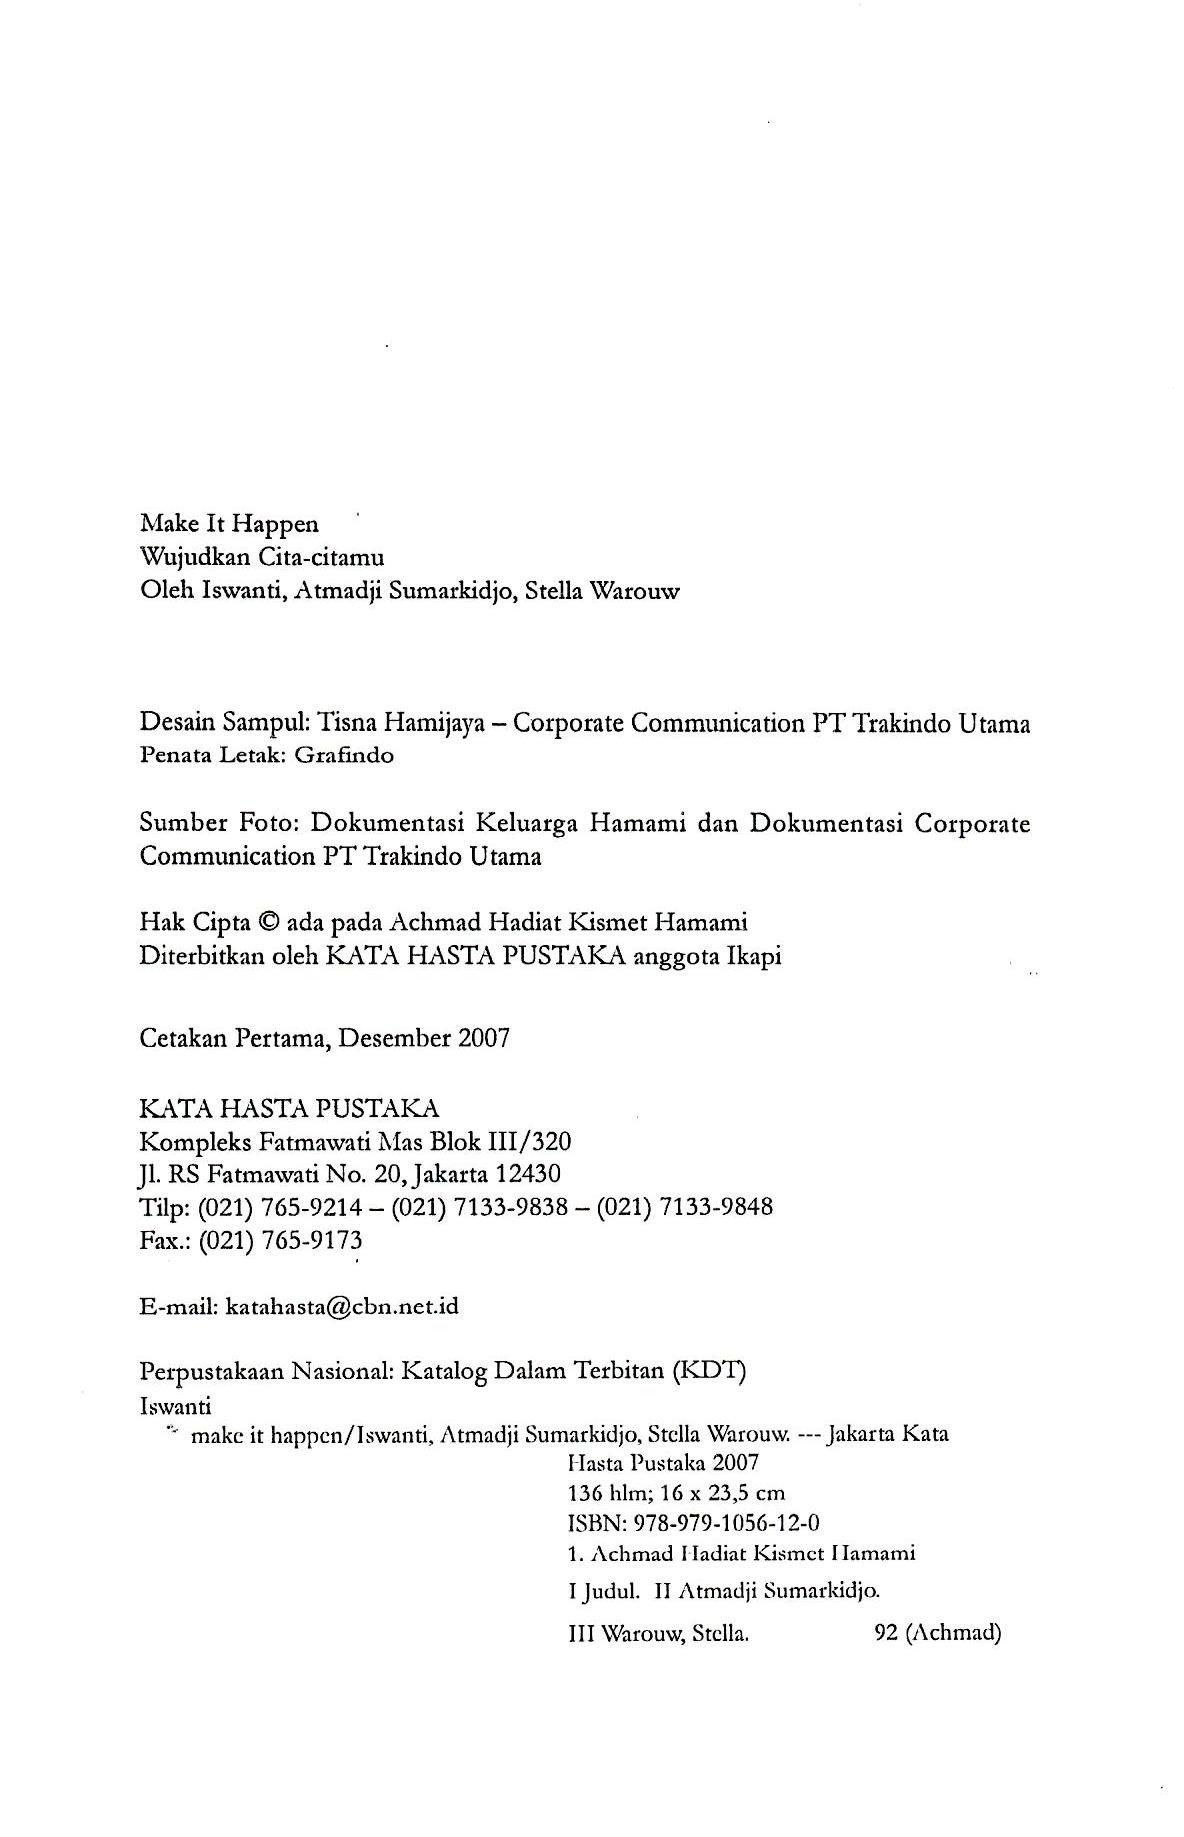 Make It Happen
Wujudkan Cita-citamu
Oleh Iswanti, Atmadji Sumarkidjo, Stella Warouw
Desain Sampul: Tisna Hamijaya – Corporate Communication PT Trakindo Utama
Penata Letak: Grafindo
Sumber Foto: Dokumentasi Keluarga Hamami dan Dokumentasi Corporate
Communication PT Trakindo Utama
Hak Cipta © ada pada Achmad Hadiat Kismet Hamami
Diterbitkan oleh KATA HASTA PUSTAKA anggota Ikapi
Cetakan Pertama, Desember 2007
KATA HASTA PUSTAKA
Kompleks Fatmawati Mas Blok III/320
Jl. RS Fatmawati No. 20, Jakarta 12430
Tilp: (021) 765-9214 – (021) 7133-9838 – (021) 7133-9848
Fax.: (021) 765-9173
E-mail: katahasta@cbn.net.id
Perpustakaan Nasional: Katalog Dalam Terbitan (KDT)
Iswanti
make it happen/Iswanti, Atmadji Sumarkidjo, Stella Warouw. --- Jakarta Kata
Hasta Pustaka 2007
136 hlm; 16 x 23,5 cm
ISBN: 978-979-1056-12-0
1. Achmad Hadiat Kismet Hamami
I Judul. II Atmadji Sumarkidjo.
III Warouw, Stella. 92 (Achmad)